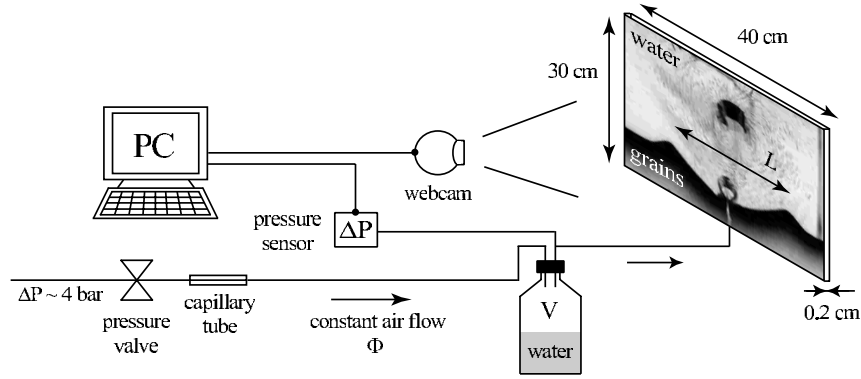 water
40 cm
30 cm
PC
L
grains
webcam
pressure
sensor
ΔP
ΔP ~ 4 bar
pressure
valve
capillary
tube
constant air flow
Φ
V
water
0.2 cm